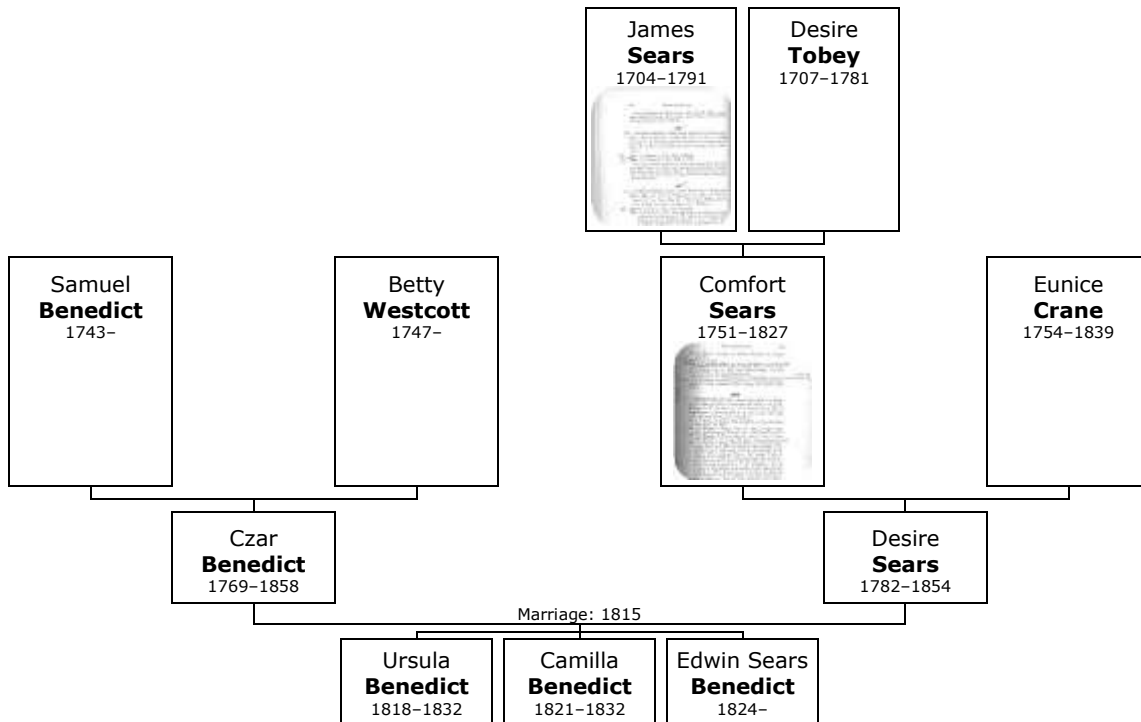 James
Sears
1704–1791
Desire
Tobey
1707–1781
Samuel
Benedict
1743–
Betty
Westcott
1747–
Comfort
Sears
1751–1827
Eunice
Crane
1754–1839
Czar
Benedict
1769–1858
Desire
Sears
1782–1854
Marriage: 1815
Ursula
Benedict
1818–1832
Camilla
Benedict
1821–1832
Edwin Sears
Benedict
1824–